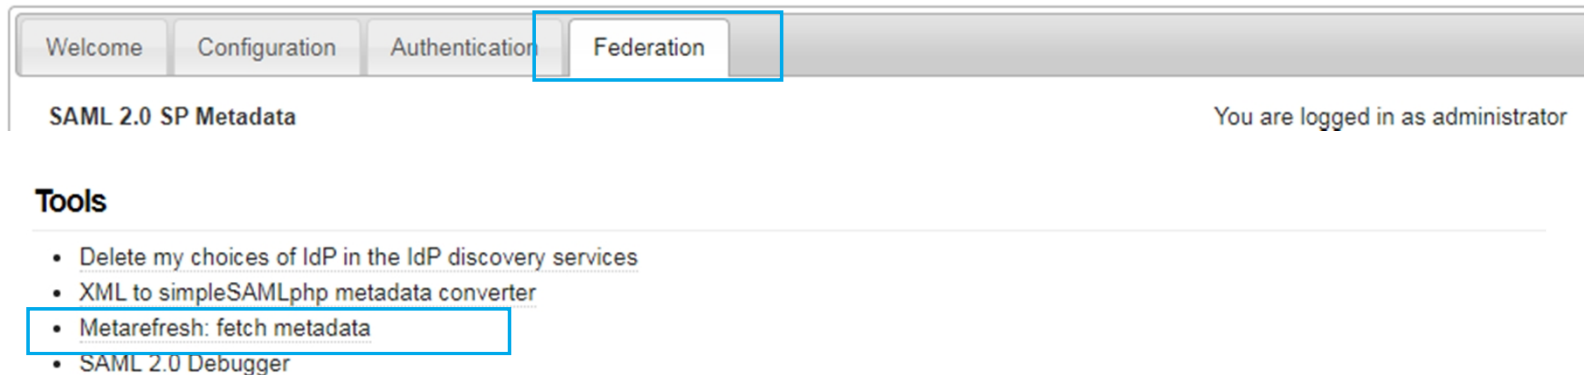 Welcome Configuration Authentication Federation
SAML 2.0 SP Metadata You are logged in as administrator
Tools
Delete my choices of IdP in the IdP discovery services
XML to simpleSAMLphp metadata converter
Metarefresh: fetch metadata
SAML 2.0 Debugger